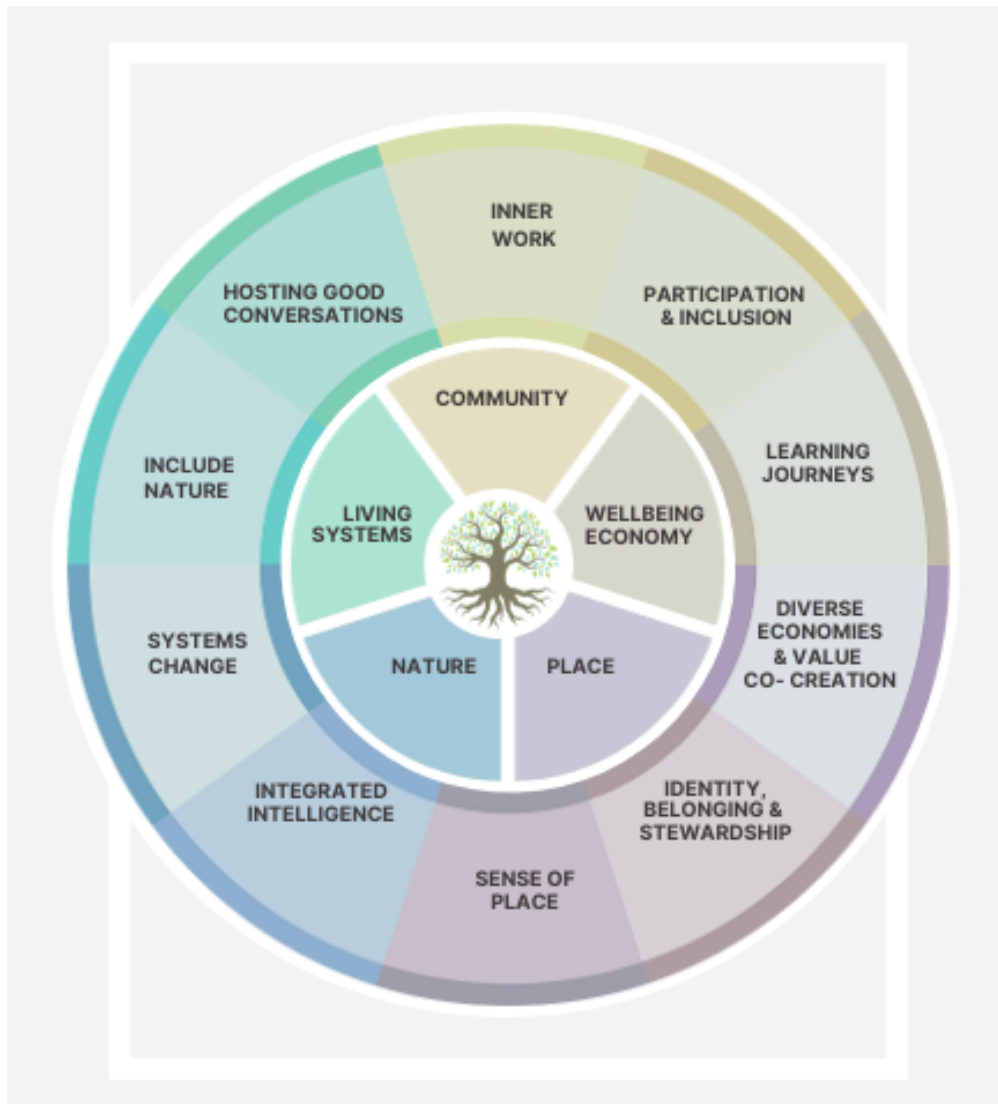 INNER
WORK
PARTICIPATION
& INCLUSION
LEARNING
JOURNEYS
DIVERSE
ECONOMIES
& VALUE
CO- CREATION
IDENTITY,
BELONGING &
STEWARDSHIP
SENSE OF
PLACE
INTEGRATED
INTELLIGENCE
SYSTEMS
CHANGE
INCLUDE
NATURE
HOSTING GOOD
CONVERSATIONS
COMMUNITY
WELLBEING
ECONOMY
PLACE
NATURE
LIVING
SYSTEMS